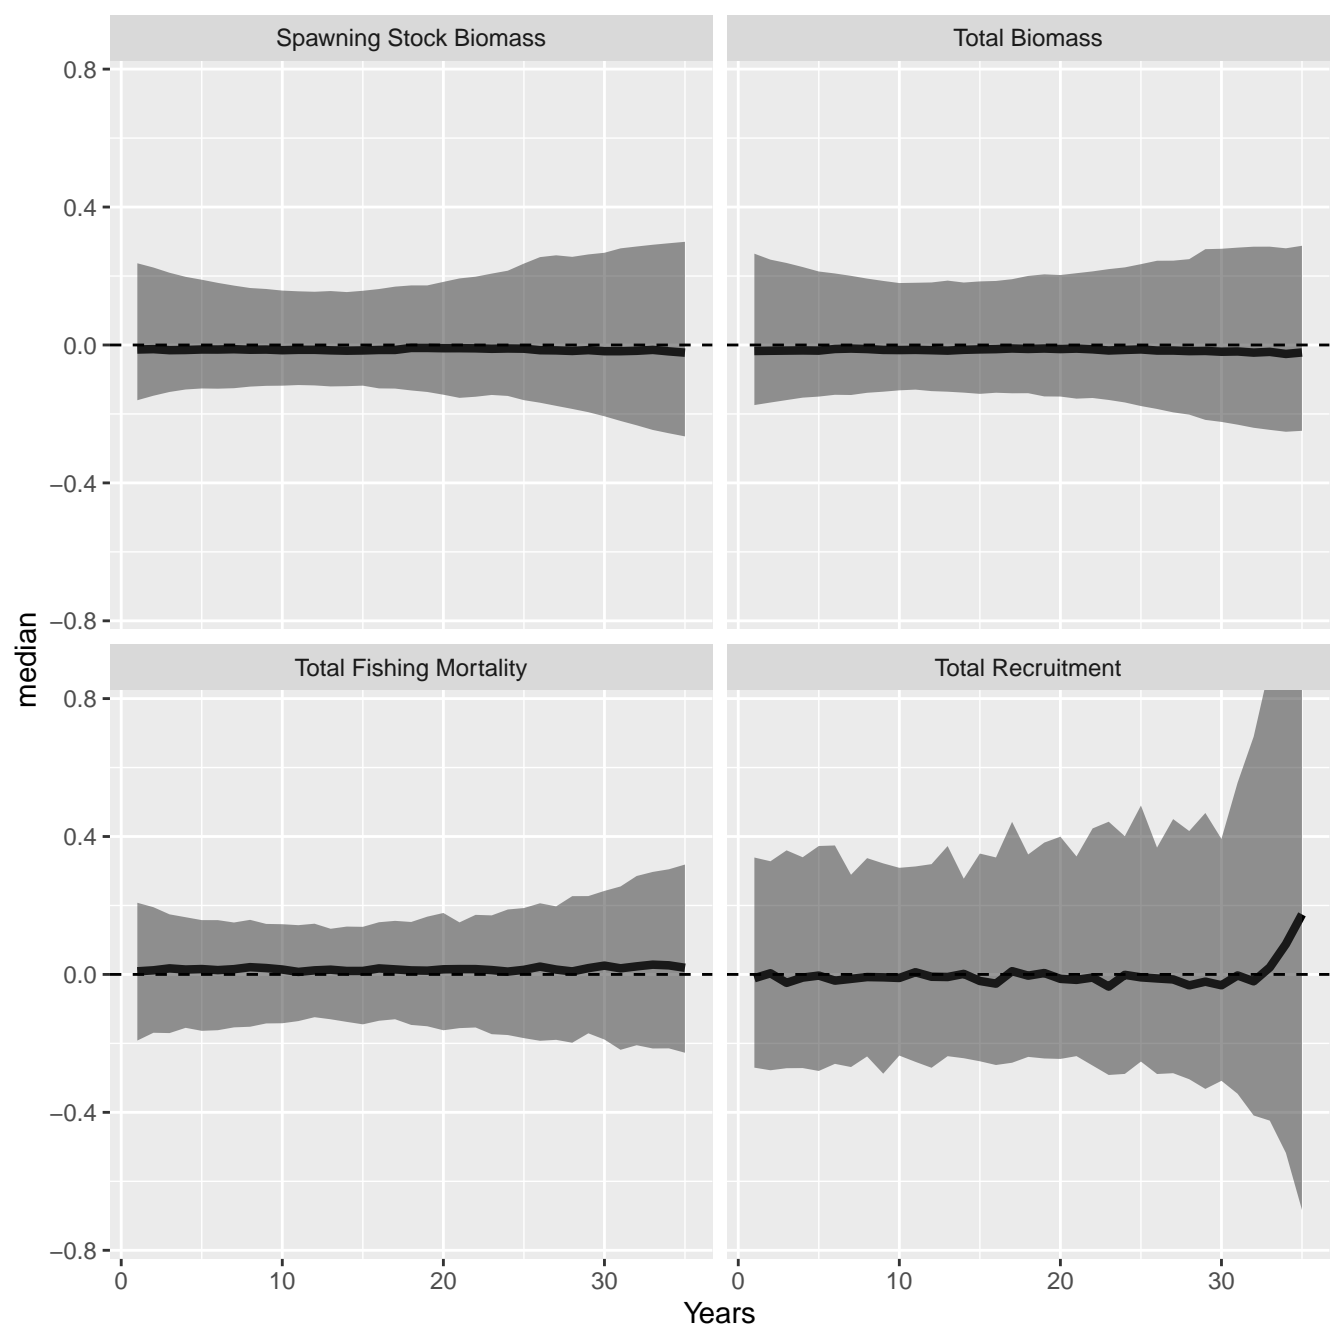 Spawning Stock Biomass
Total Biomass
0.8
0.4
0.0
−0.4
−0.8
median
Total Fishing Mortality
Total Recruitment
0.8
0.4
0.0
−0.4
−0.8
0 10 20 30
0 10 20 30
Years